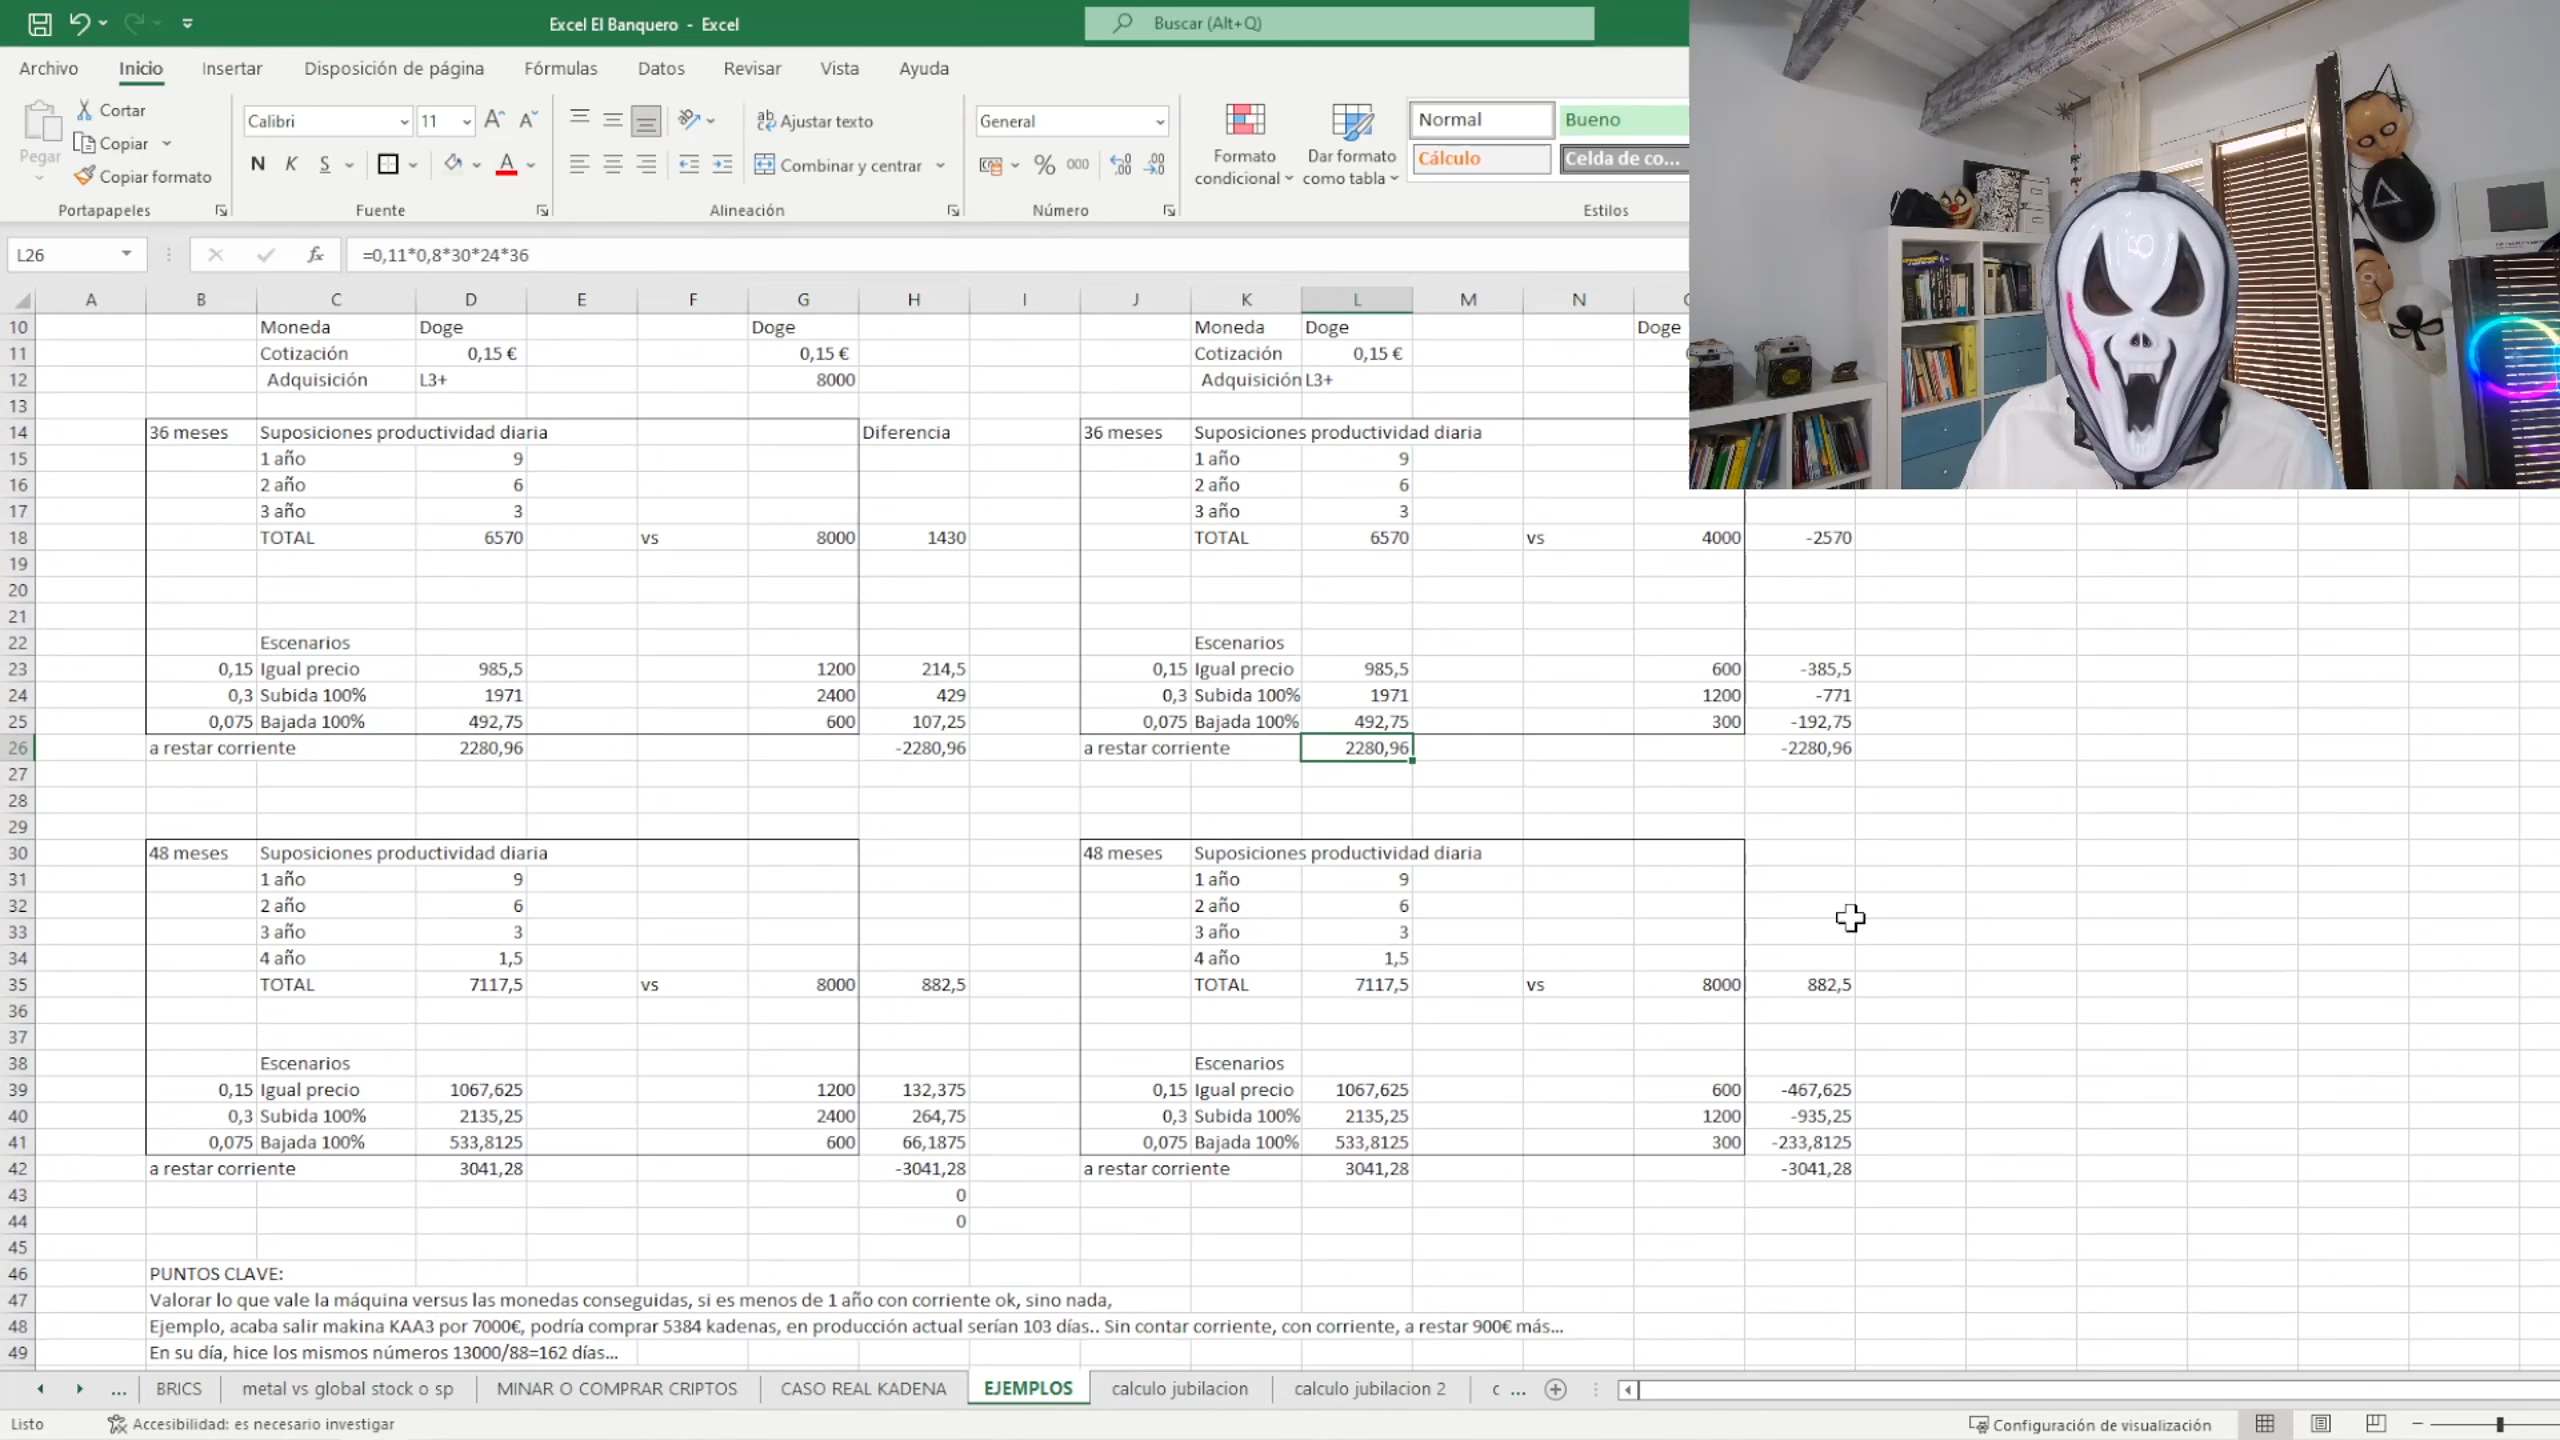 Excel El Banquero - Excel
Buscar (Alt+Q)
Archivo Inicio Insertar Disposición de página Fórmulas Datos Revisar Vista Ayuda
Pegar
Cortar
Copiar
Copiar formato
Portapapeles
Calibri 11
N K S A
Fuente
Ajustar texto
Combinar y centrar
Alineación
General
% 000
Número
Formato condicional
Dar formato como tabla
Normal Bueno
Cálculo Celda de co...
Estilos
L26 fx =0,11*0,8*30*24*36
A B C D E F G H I J K L M N
10 Moneda Doge Doge Moneda Doge Doge
11 Cotización 0,15 € 0,15 € Cotización 0,15 €
12 Adquisición L3+ 8000 Adquisición L3+
13
14 36 meses Suposiciones productividad diaria Diferencia 36 meses Suposiciones productividad diaria
15 1 año 9 1 año 9
16 2 año 6 2 año 6
17 3 año 3 3 año 3
18 TOTAL 6570 vs 8000 1430 TOTAL 6570 vs 4000 -2570
19
20
21
22 Escenarios Escenarios
23 0,15 Igual precio 985,5 1200 214,5 0,15 Igual precio 985,5 600 -385,5
24 0,3 Subida 100% 1971 2400 429 0,3 Subida 100% 1971 1200 -771
25 0,075 Bajada 100% 492,75 600 107,25 0,075 Bajada 100% 492,75 300 -192,75
26 a restar corriente 2280,96 -2280,96 a restar corriente 2280,96 -2280,96
27
28
29
30 48 meses Suposiciones productividad diaria 48 meses Suposiciones productividad diaria
31 1 año 9 1 año 9
32 2 año 6 2 año 6
33 3 año 3 3 año 3
34 4 año 1,5 4 año 1,5
35 TOTAL 7117,5 vs 8000 882,5 TOTAL 7117,5 vs 8000 882,5
36
37
38 Escenarios Escenarios
39 0,15 Igual precio 1067,625 1200 132,375 0,15 Igual precio 1067,625 600 -467,625
40 0,3 Subida 100% 2135,25 2400 264,75 0,3 Subida 100% 2135,25 1200 -935,25
41 0,075 Bajada 100% 533,8125 600 66,1875 0,075 Bajada 100% 533,8125 300 -233,8125
42 a restar corriente 3041,28 -3041,28 a restar corriente 3041,28 -3041,28
43 0
44 0
45
46 PUNTOS CLAVE:
47 Valorar lo que vale la máquina versus las monedas conseguidas, si es menos de 1 año con corriente ok, sino nada,
48 Ejemplo, acaba salir makina KAA3 por 7000€, podría comprar 5384 kadenas, en producción actual serían 103 días.. Sin contar corriente, con corriente, a restar 900€ más...
49 En su día, hice los mismos números 13000/88=162 días...
... BRICS metal vs global stock o sp MINAR O COMPRAR CRIPTOS CASO REAL KADENA EJEMPLOS calculo jubilacion calculo jubilacion 2 c ...
Listo Accesibilidad: es necesario investigar Configuración de visualización